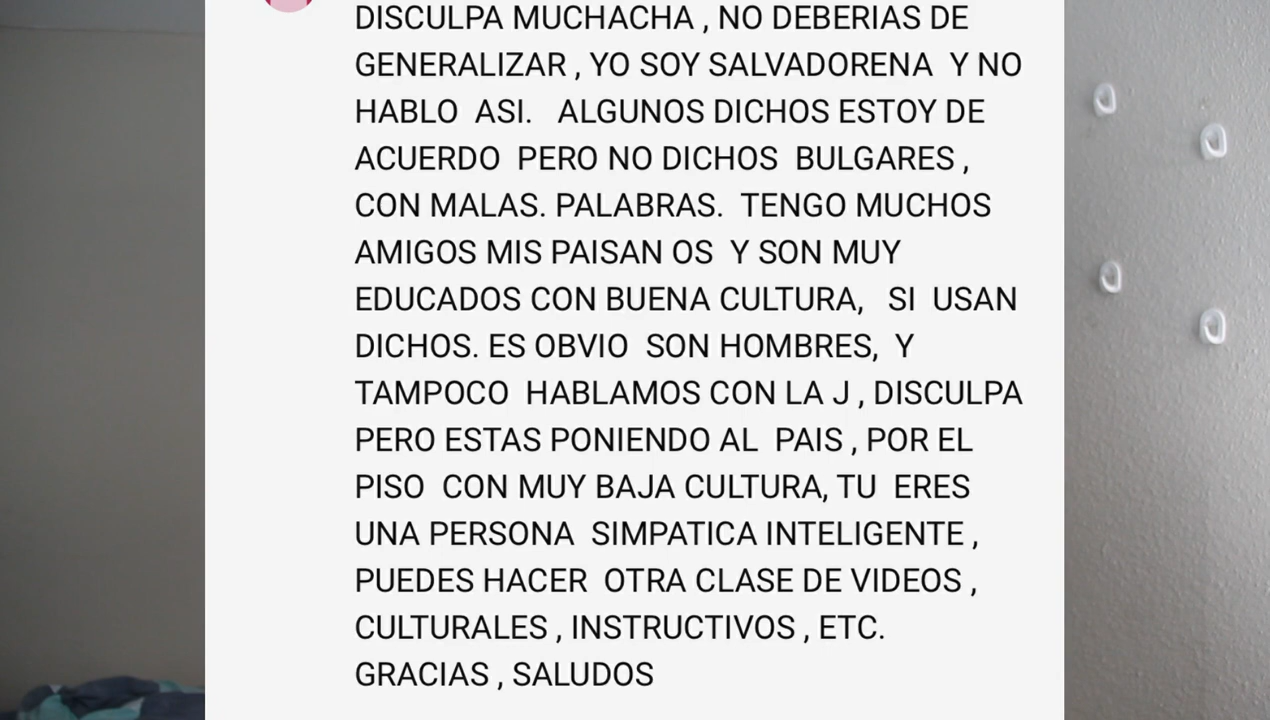 DISCULPA MUCHACHA , NO DEBERIAS DE
GENERALIZAR , YO SOY SALVADORENA Y NO
HABLO ASI. ALGUNOS DICHOS ESTOY DE
ACUERDO PERO NO DICHOS BULGARES ,
CON MALAS. PALABRAS. TENGO MUCHOS
AMIGOS MIS PAISAN OS Y SON MUY
EDUCADOS CON BUENA CULTURA, SI USAN
DICHOS. ES OBVIO SON HOMBRES, Y
TAMPOCO HABLAMOS CON LA J , DISCULPA
PERO ESTAS PONIENDO AL PAIS , POR EL
PISO CON MUY BAJA CULTURA, TU ERES
UNA PERSONA SIMPATICA INTELIGENTE ,
PUEDES HACER OTRA CLASE DE VIDEOS ,
CULTURALES , INSTRUCTIVOS , ETC.
GRACIAS , SALUDOS